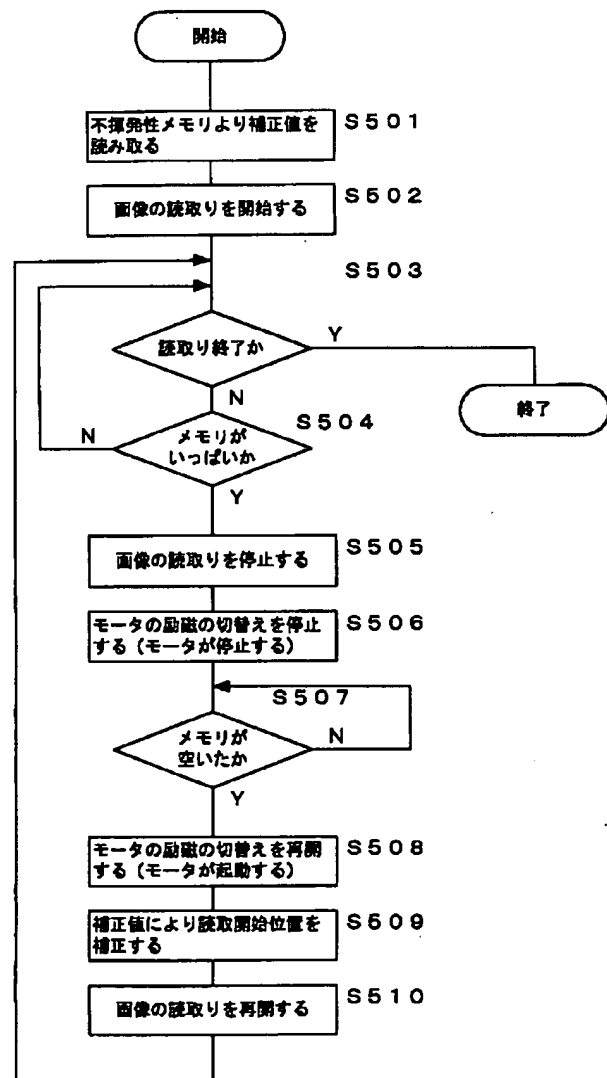 開始
不揮発性メモリより補正値を
読み取る
S501
画像の読取りを開始する
S502
S503
読取り終了か
Y
N
終了
S504
メモリが
いっぱいか
N
Y
画像の読取りを停止する
S505
モータの励磁の切替えを停止
する（モータが停止する）
S506
S507
メモリが
空いたか
N
Y
モータの励磁の切替えを再開
する（モータが起動する）
S508
補正値により読取開始位置を
補正する
S509
画像の読取りを再開する
S510